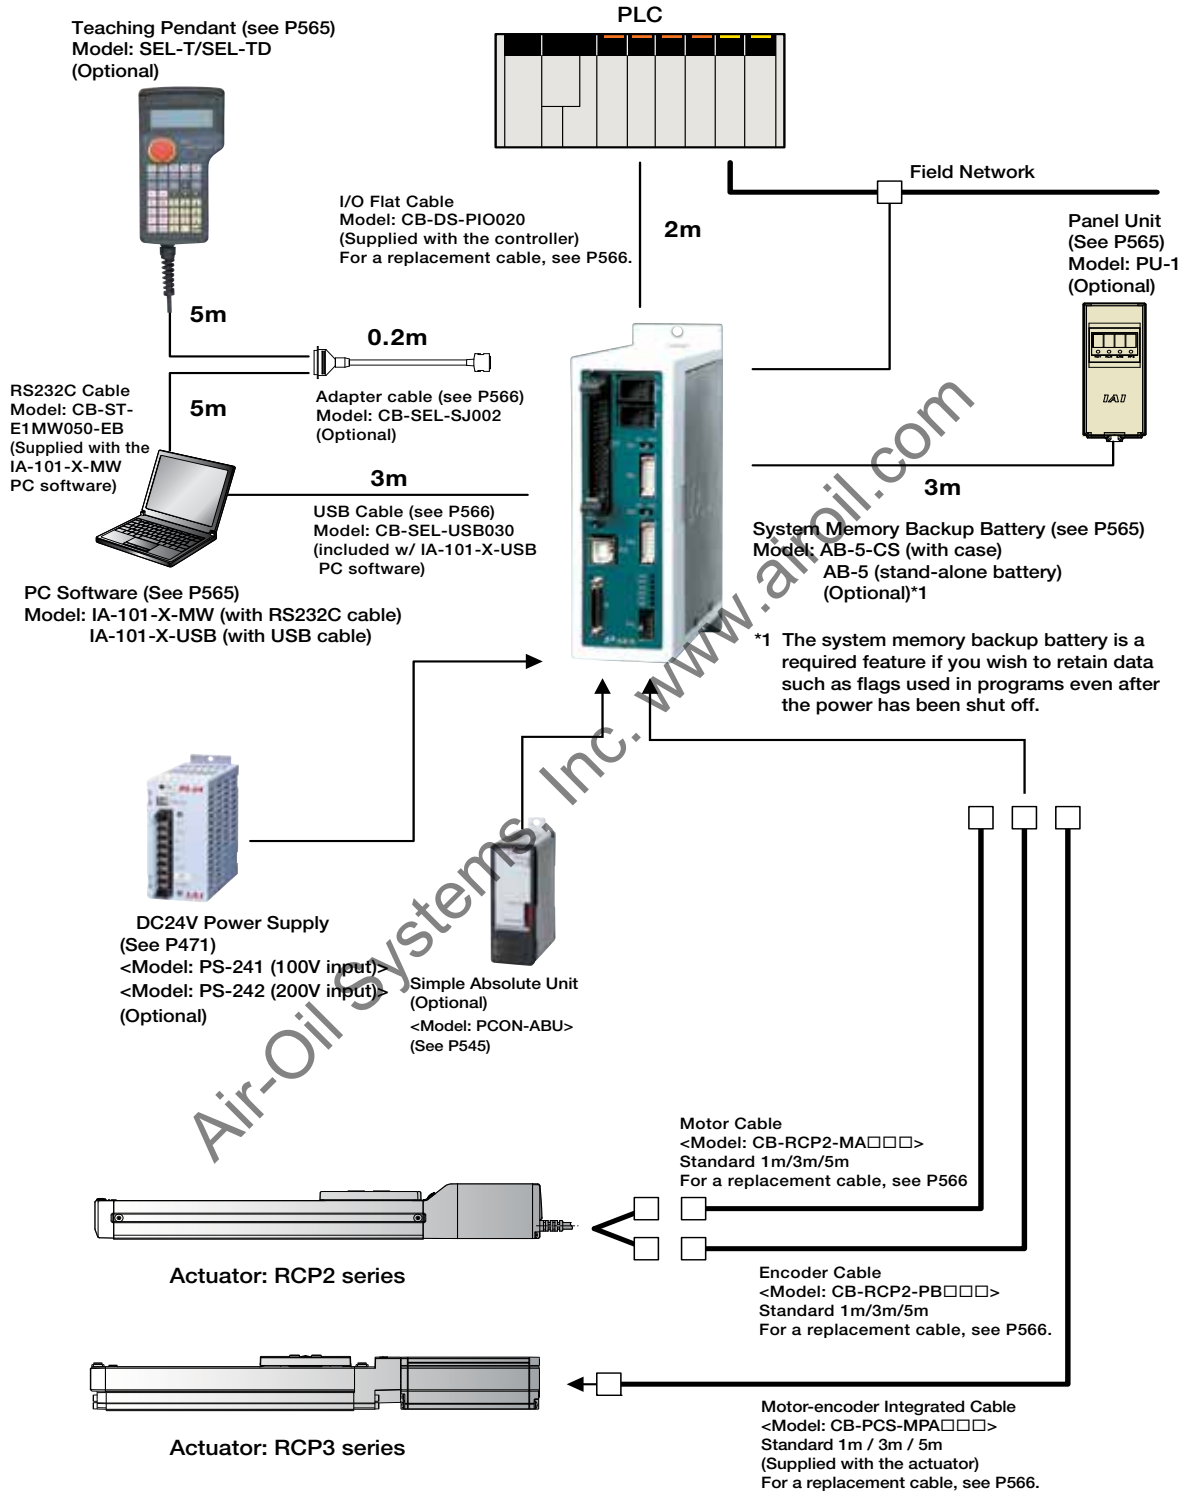 PLC
Teaching Pendant (see P565)
Model: SEL-T/SEL-TD
(Optional)
Field Network
I/O Flat Cable
Model: CB-DS-PIO020
(Supplied with the controller)
For a replacement cable, see P566.
2m
Panel Unit
(See P565)
Model: PU-1
(Optional)
IAI
5m
0.2m
RS232C Cable
Model: CB-ST-
E1MW050-EB
(Supplied with the
IA-101-X-MW
PC software)
5m
Adapter cable (see P566)
Model: CB-SEL-SJ002
(Optional)
3m
USB Cable (see P566)
Model: CB-SEL-USB030
(included w/ IA-101-X-USB
PC software)
3m
System Memory Backup Battery (see P565)
Model: AB-5-CS (with case)
AB-5 (stand-alone battery)
(Optional)*1
PC Software (See P565)
Model: IA-101-X-MW (with RS232C cable)
IA-101-X-USB (with USB cable)
*1 The system memory backup battery is a
required feature if you wish to retain data
such as flags used in programs even after
the power has been shut off.
PS-24
IAI
DC24V Power Supply
(See P471)
<Model: PS-241 (100V input)>
<Model: PS-242 (200V input)>
(Optional)
Simple Absolute Unit
(Optional)
<Model: PCON-ABU>
(See P545)
Air-Oil Systems, Inc. www.airoil.com
Motor Cable
<Model: CB-RCP2-MA□□□>
Standard 1m/3m/5m
For a replacement cable, see P566
Actuator: RCP2 series
Encoder Cable
<Model: CB-RCP2-PB□□□>
Standard 1m/3m/5m
For a replacement cable, see P566.
Actuator: RCP3 series
Motor-encoder Integrated Cable
<Model: CB-PCS-MPA□□□>
Standard 1m / 3m / 5m
(Supplied with the actuator)
For a replacement cable, see P566.